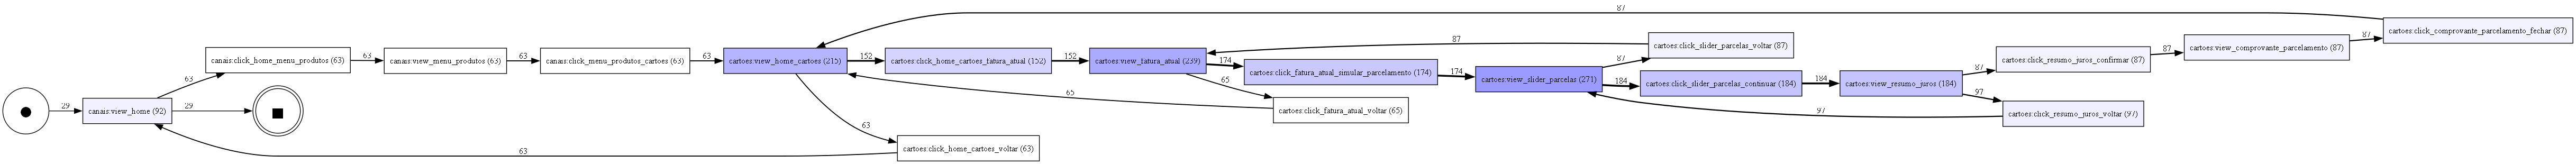 29
canais:view_home (92)
63
29
canais:click_home_menu_produtos (63)
63
canais:view_menu_produtos (63)
63
canais:click_menu_produtos_cartoes (63)
63
cartoes:view_home_cartoes (215)
152
cartoes:click_home_cartoes_fatura_atual (152)
152
cartoes:view_fatura_atual (239)
174
cartoes:click_fatura_atual_simular_parcelamento (174)
174
cartoes:view_slider_parcelas (271)
87
cartoes:click_slider_parcelas_voltar (87)
87
184
cartoes:click_slider_parcelas_continuar (184)
184
cartoes:view_resumo_juros (184)
87
cartoes:click_resumo_juros_confirmar (87)
87
cartoes:view_comprovante_parcelamento (87)
87
cartoes:click_comprovante_parcelamento_fechar (87)
87
97
cartoes:click_resumo_juros_voltar (97)
97
65
cartoes:click_fatura_atual_voltar (65)
65
63
cartoes:click_home_cartoes_voltar (63)
63